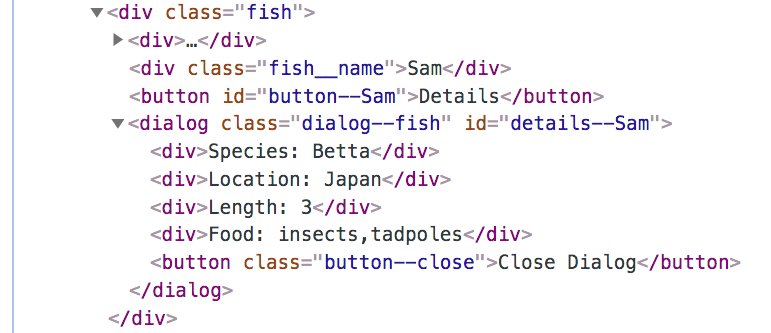 ▼<div class="fish">
▶<div>…</div>
<div class="fish__name">Sam</div>
<button id="button--Sam">Details</button>
▼<dialog class="dialog--fish" id="details--Sam">
<div>Species: Betta</div>
<div>Location: Japan</div>
<div>Length: 3</div>
<div>Food: insects,tadpoles</div>
<button class="button--close">Close Dialog</button>
</dialog>
</div>